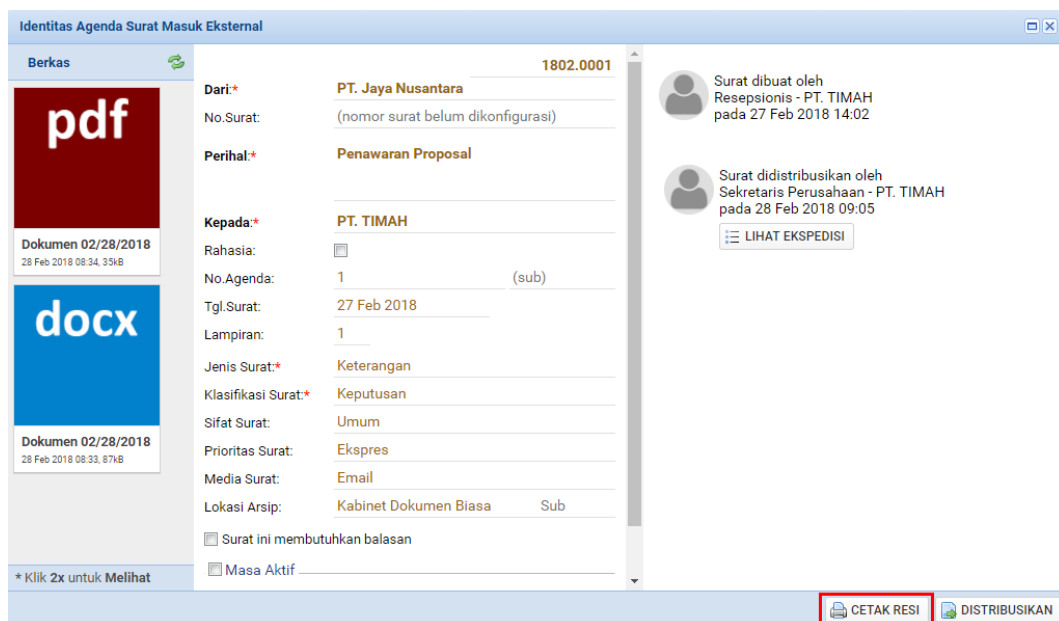 Identitas Agenda Surat Masuk Eksternal
Berkas
pdf
Dokumen 02/28/2018
28 Feb 2018 08:34, 35kB
docx
Dokumen 02/28/2018
28 Feb 2018 08:33, 87kB
* Klik 2x untuk Melihat
1802.0001
Dari:* PT. Jaya Nusantara
No.Surat: (nomor surat belum dikonfigurasi)
Perihal:* Penawaran Proposal
Kepada:* PT. TIMAH
Rahasia:
No.Agenda: 1 (sub)
Tgl.Surat: 27 Feb 2018
Lampiran: 1
Jenis Surat:* Keterangan
Klasifikasi Surat:* Keputusan
Sifat Surat: Umum
Prioritas Surat: Ekspres
Media Surat: Email
Lokasi Arsip: Kabinet Dokumen Biasa Sub
Surat ini membutuhkan balasan
Masa Aktif
Surat dibuat oleh
Resepsionis - PT. TIMAH
pada 27 Feb 2018 14:02
Surat didistribusikan oleh
Sekretaris Perusahaan - PT. TIMAH
pada 28 Feb 2018 09:05
LIHAT EKSPEDISI
CETAK RESI
DISTRIBUSIKAN